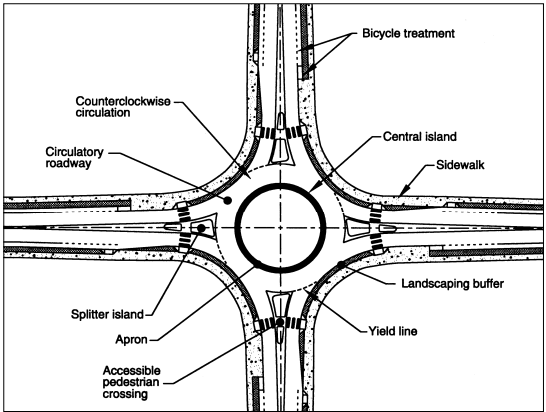 Bicycle treatment
Counterclockwise
circulation
Central island
Circulatory
roadway
Sidewalk
Landscaping buffer
Splitter island
Yield line
Apron
Accessible
pedestrian
crossing